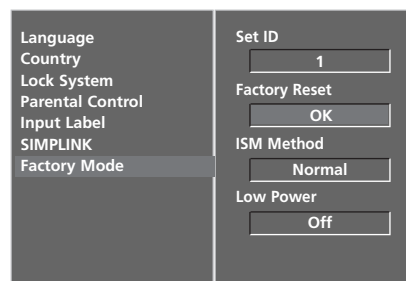 Language
Country
Lock System
Parental Control
Input Label
SIMPLINK
Factory Mode
Set ID
1
Factory Reset
OK
ISM Method
Normal
Low Power
Off